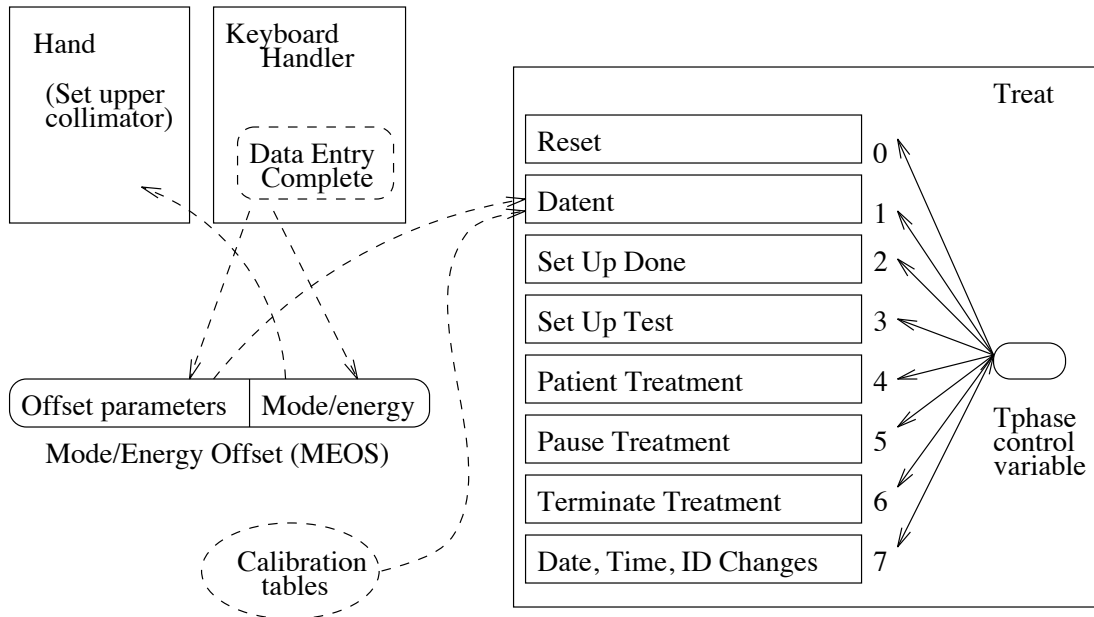 Hand
(Set upper
collimator)
Keyboard
Handler
Data Entry
Complete
Offset parameters
Mode/energy
Mode/Energy Offset (MEOS)
Calibration
tables
Treat
Reset
0
Datent
1
Set Up Done
2
Set Up Test
3
Patient Treatment
4
Pause Treatment
5
Terminate Treatment
6
Date, Time, ID Changes
7
Tphase
control
variable